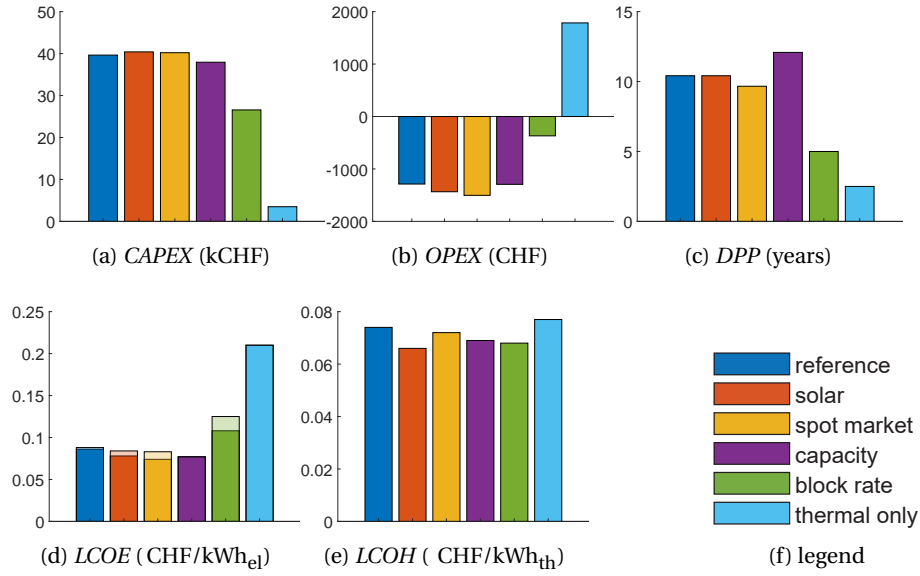 50
40
30
20
10
0
(a) CAPEX (kCHF)
2000
1000
0
-1000
-2000
(b) OPEX (CHF)
15
10
5
0
(c) DPP (years)
0.25
0.2
0.15
0.1
0.05
0
(d) LCOE ( CHF/kWhel)
0.08
0.06
0.04
0.02
0
(e) LCOH ( CHF/kWhth)
reference
solar
spot market
capacity
block rate
thermal only
(f) legend